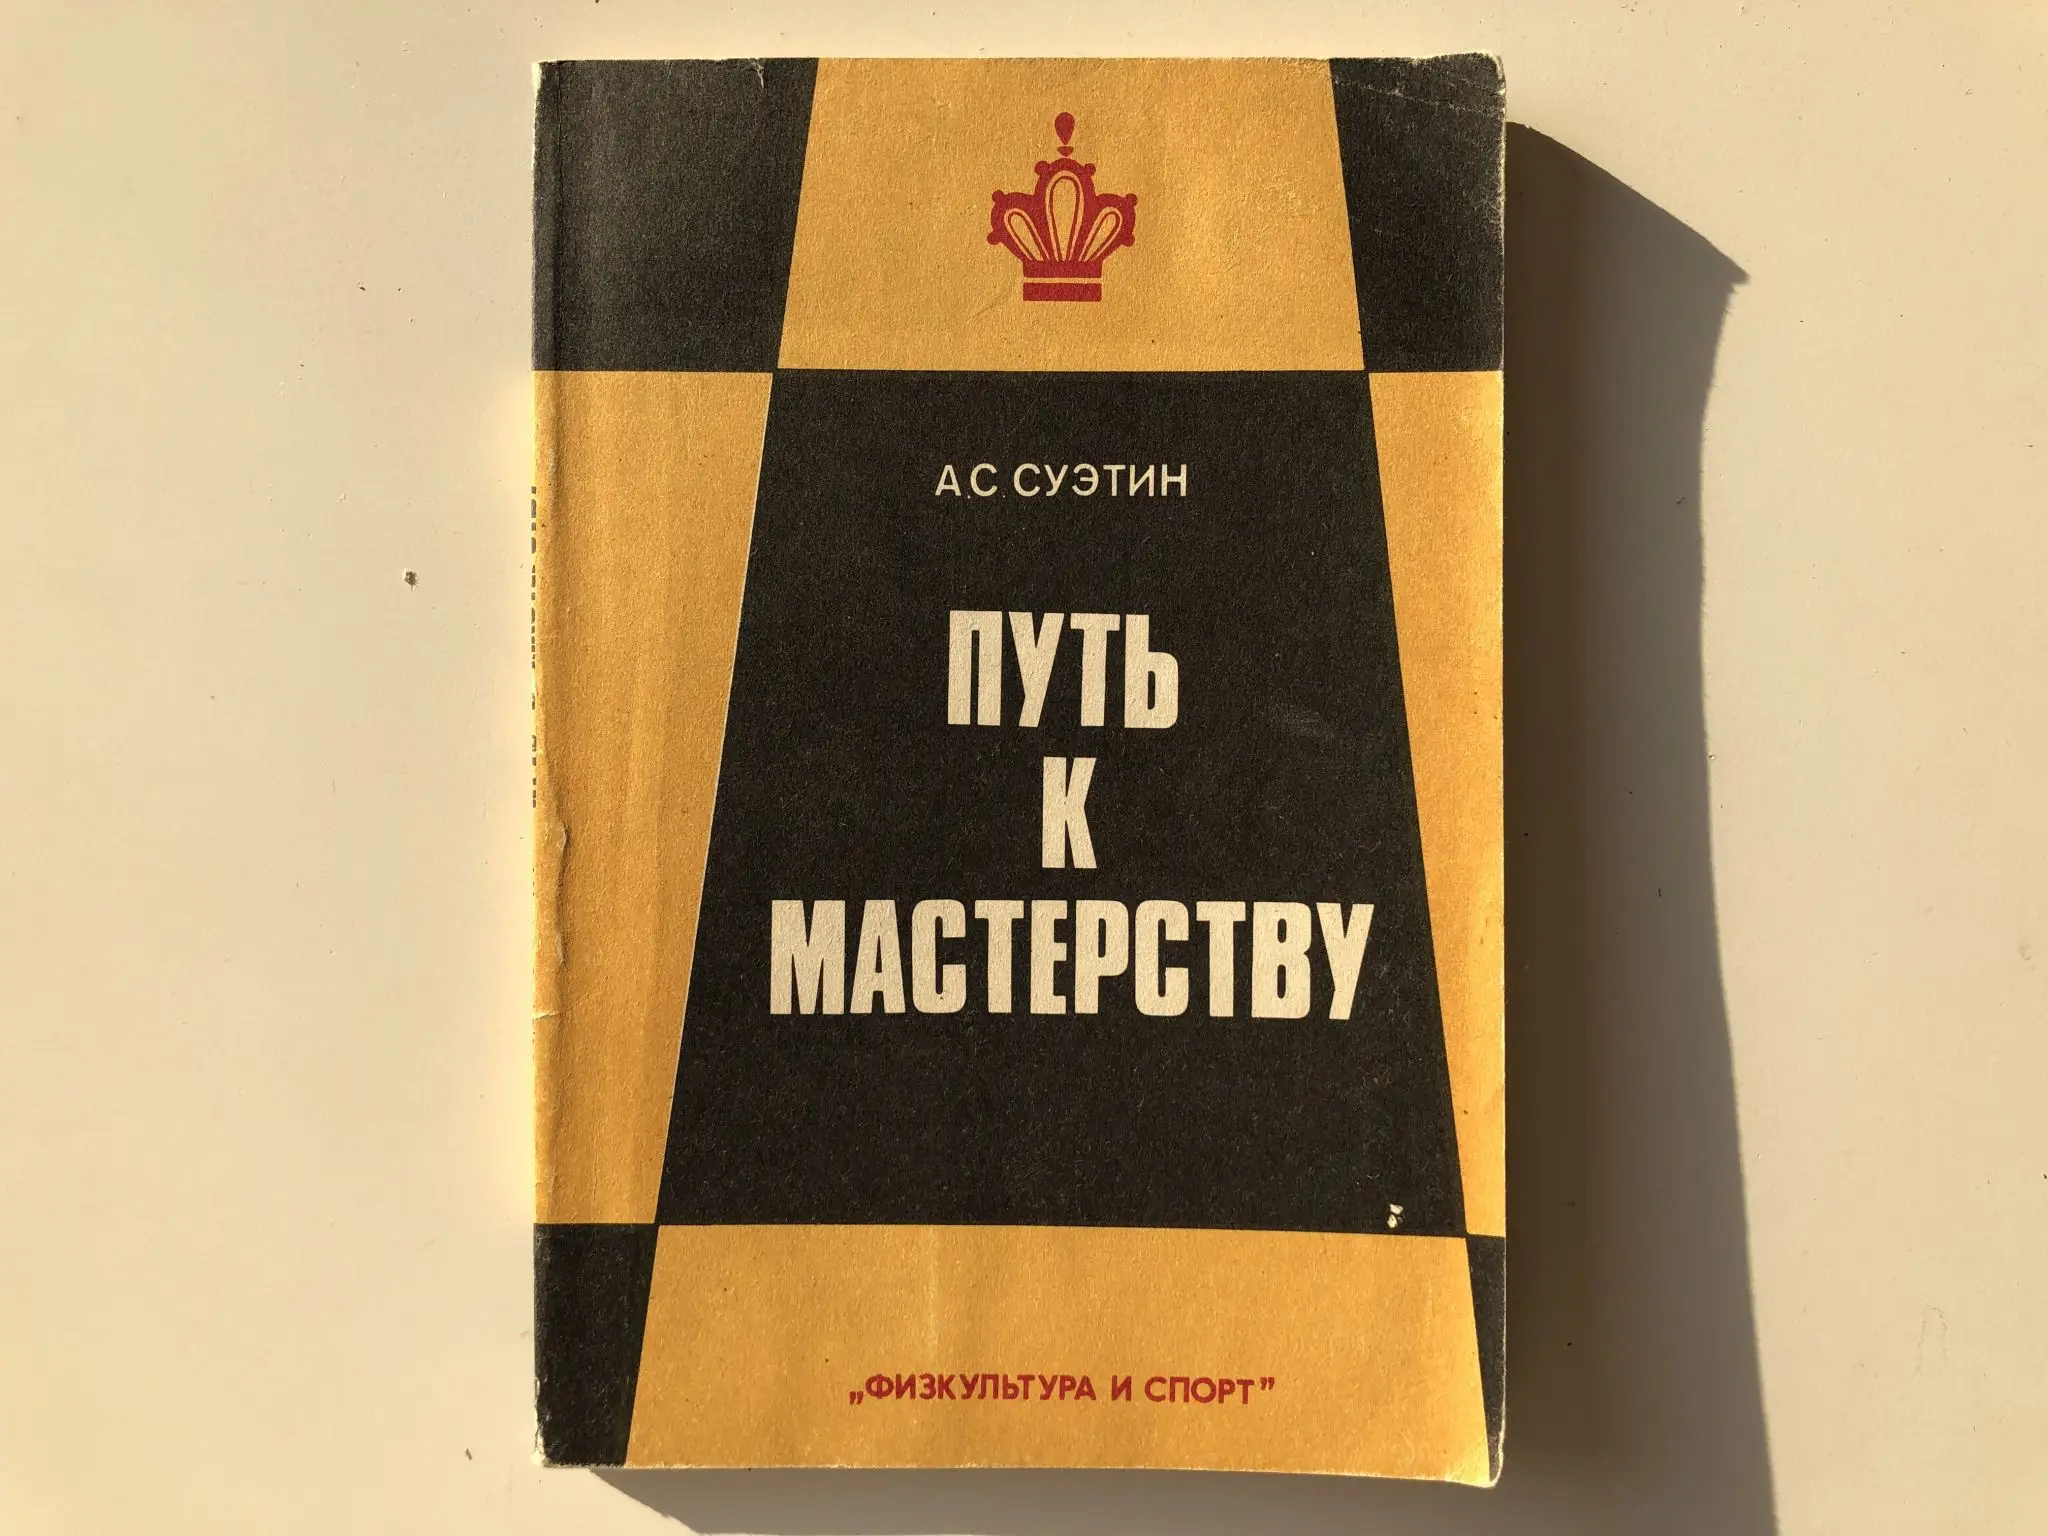 А.С. СУЭТИН
ПУТЬ
К
МАСТЕРСТВУ
„ФИЗКУЛЬТУРА И СПОРТ”